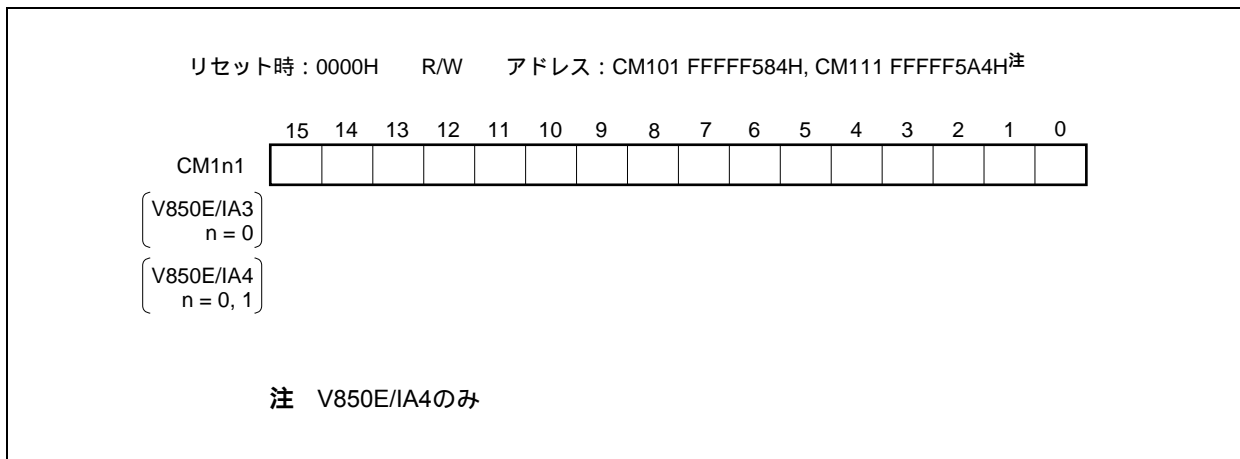 リセット時：0000H　　R/W　　アドレス：CM101 FFFFF584H, CM111 FFFFF5A4H注
15 14 13 12 11 10 9 8 7 6 5 4 3 2 1 0
CM1n1
V850E/IA3
n = 0
V850E/IA4
n = 0, 1
注　V850E/IA4のみ